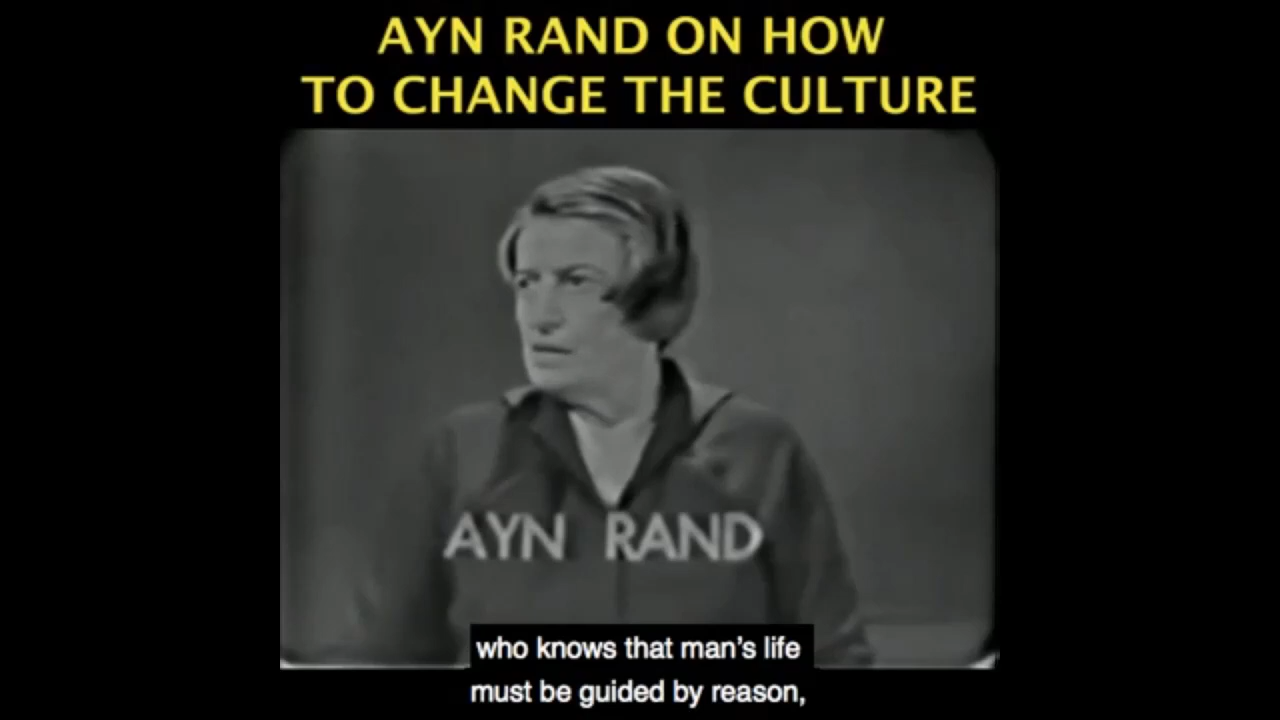 AYN RAND ON HOW
TO CHANGE THE CULTURE
AYN RAND
who knows that man's life
must be guided by reason,